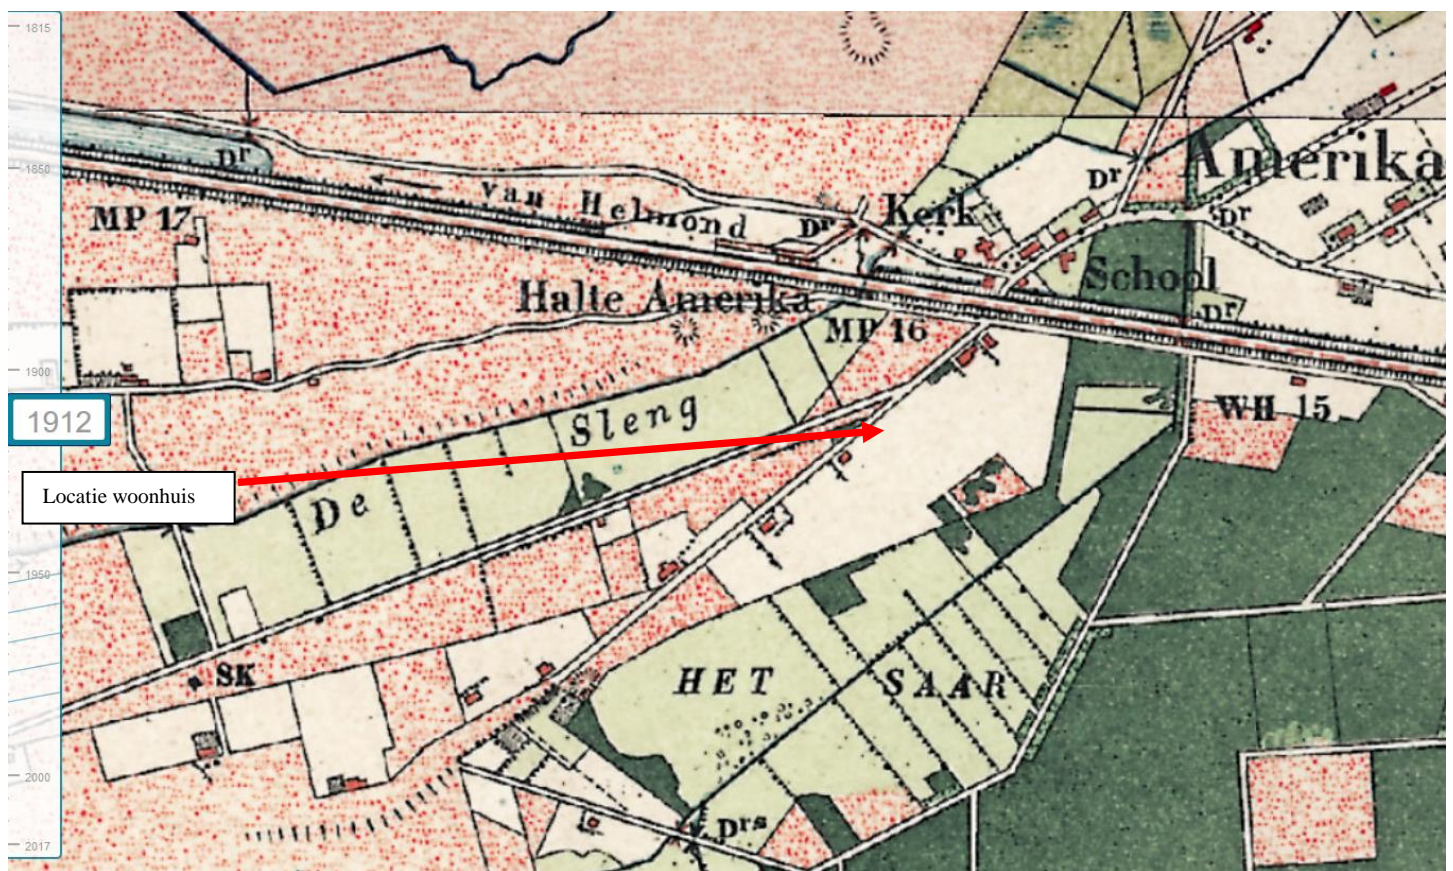 1815
1850
1900
1912
1950
2000
2017
Amerika
Dr
van Helmond
Dr
Kerk
Dr
Dr
MP 17
School
Halte Amerika
MP 16
Dr
WH 15
De Sleng
Locatie woonhuis
SK
HET SAAR
Drs